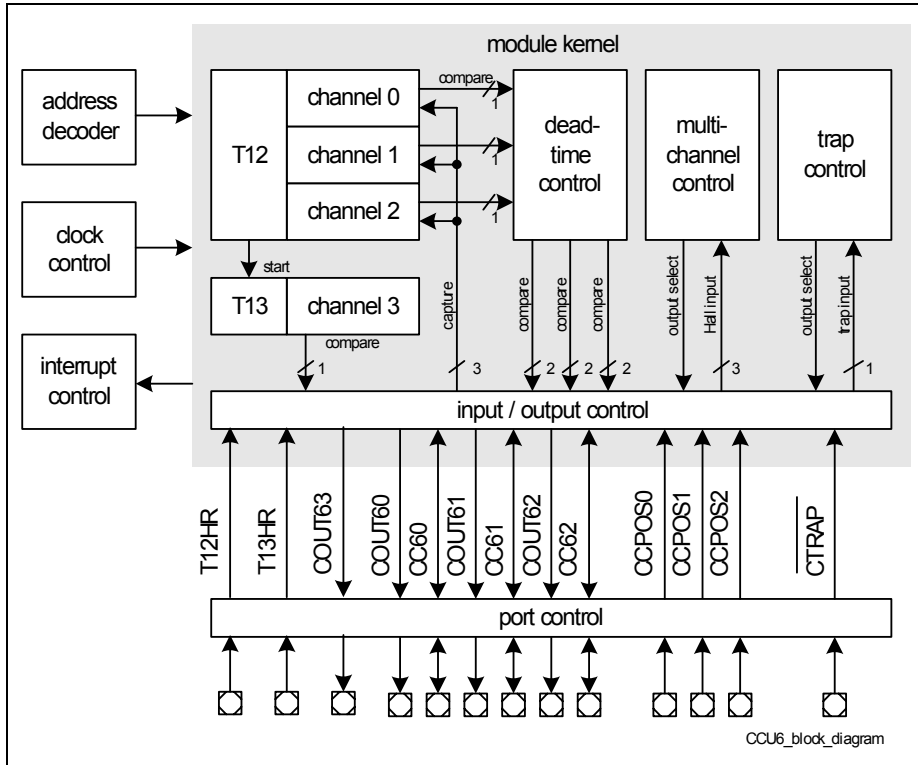 module kernel
address
decoder
clock
control
interrupt
control
T12
channel 0
channel 1
channel 2
compare
1
1
1
dead-
time
control
multi-
channel
control
trap
control
start
T13
channel 3
compare
1
capture
3
compare
2
compare
2
compare
2
output select
Hall input
3
output select
trap input
1
input / output control
T12HR
T13HR
COUT63
COUT60
CC60
COUT61
CC61
COUT62
CC62
CCPOS0
CCPOS1
CCPOS2
CTRAP
port control
CCU6_block_diagram